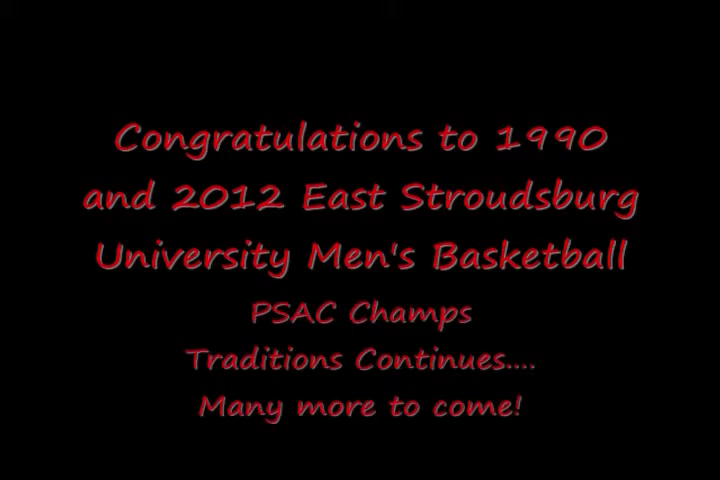 Congratulations to 1990
and 2012 East Stroudsburg
University Men's Basketball
PSAC Champs
Traditions Continues....
Many more to come!